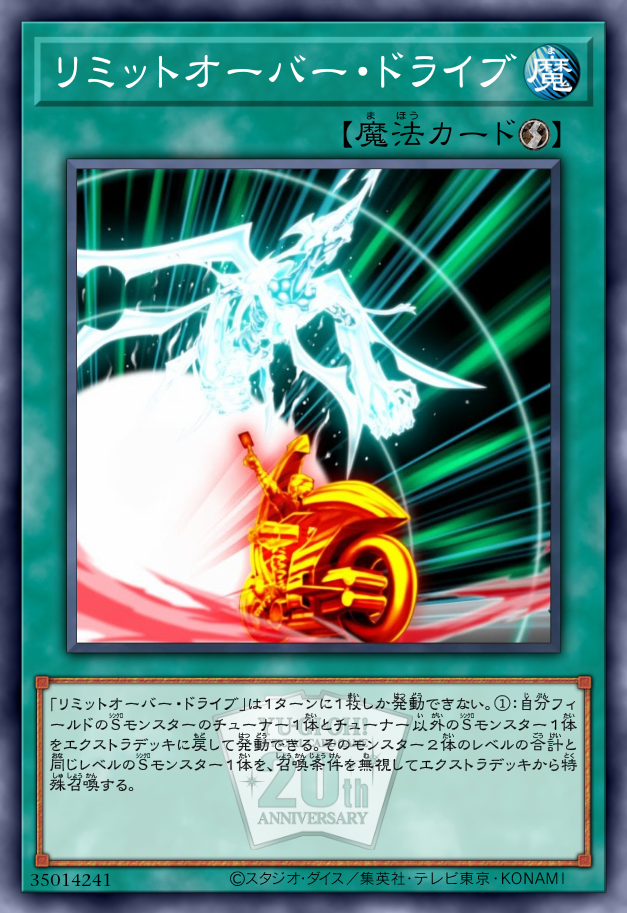 リミットオーバー・ドライブ 魔
【魔法カード】
「リミットオーバー・ドライブ」は1ターンに1枚しか発動できない。①:自分フィ
ールドのSモンスターのチューナー1体とチューナー以外のSモンスター1体
をエクストラデッキに戻して発動できる。そのモンスター2体のレベルの合計と
同じレベルのSモンスター1体を、召喚条件を無視してエクストラデッキから特
殊召喚する。
YU-GI-OH!
20th
ANNERSARY
35014241 ©スタジオ・ダイス/集英社・テレビ東京・KONAMI